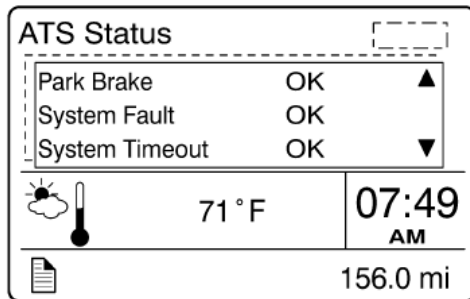 ATS Status
Park Brake OK
System Fault OK
System Timeout OK
71°F
07:49
AM
156.0 mi